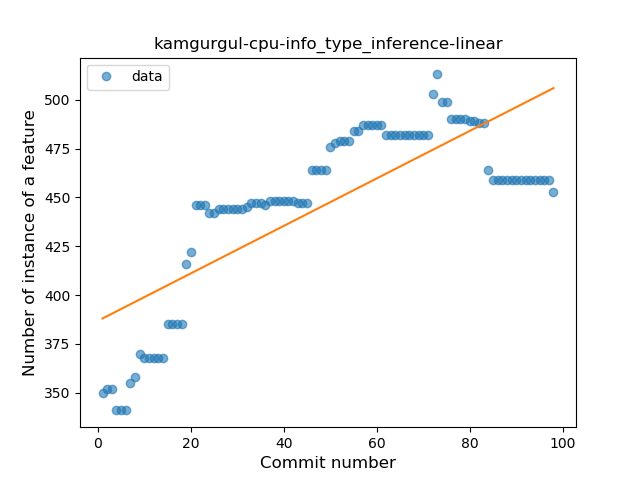 kamgurgul-cpu-info_type_inference-linear
data
Number of instance of a feature
500
475
450
425
400
375
350
0 20 40 60 80 100
Commit number